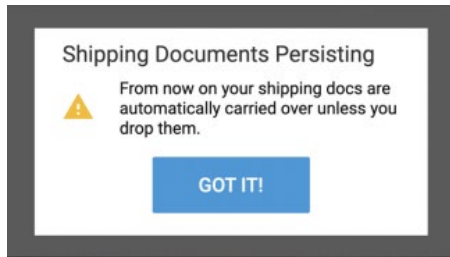 Shipping Documents Persisting
From now on your shipping docs are
automatically carried over unless you
drop them.
GOT IT!